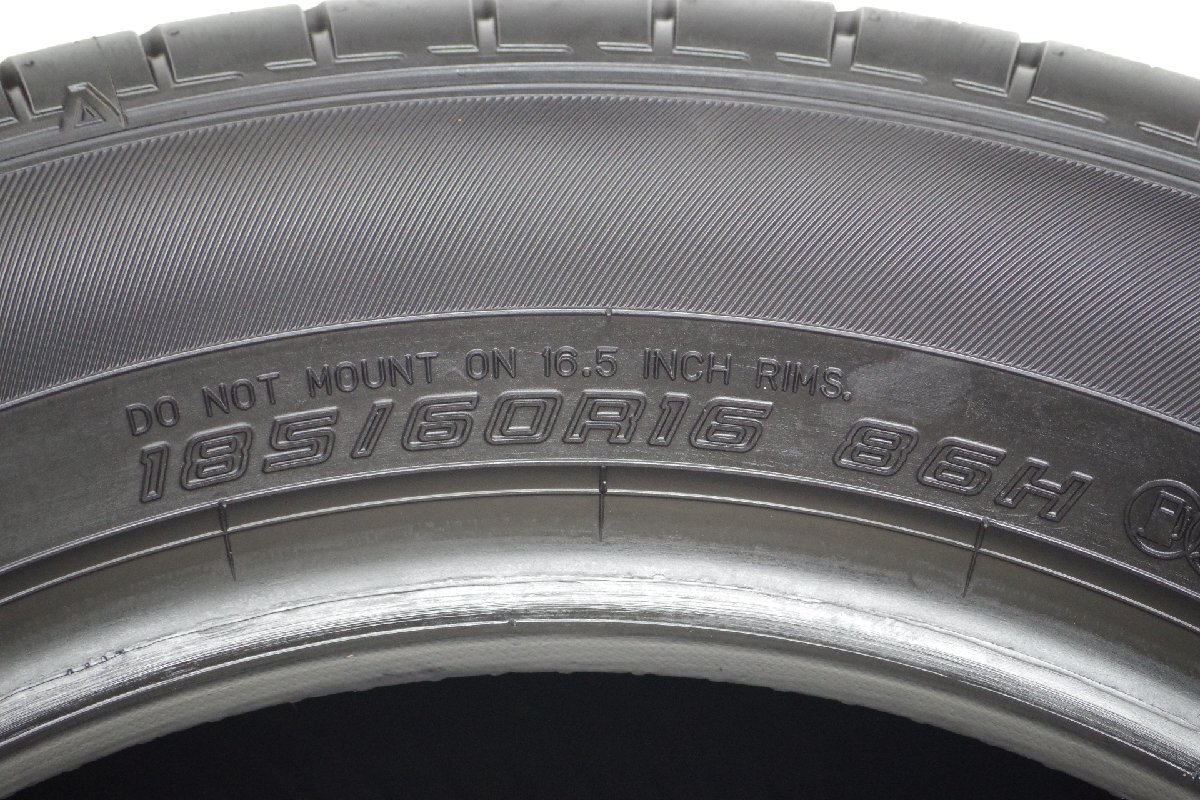 DO NOT MOUNT ON 16.5 INCH RIMS.
185/60R16 86H